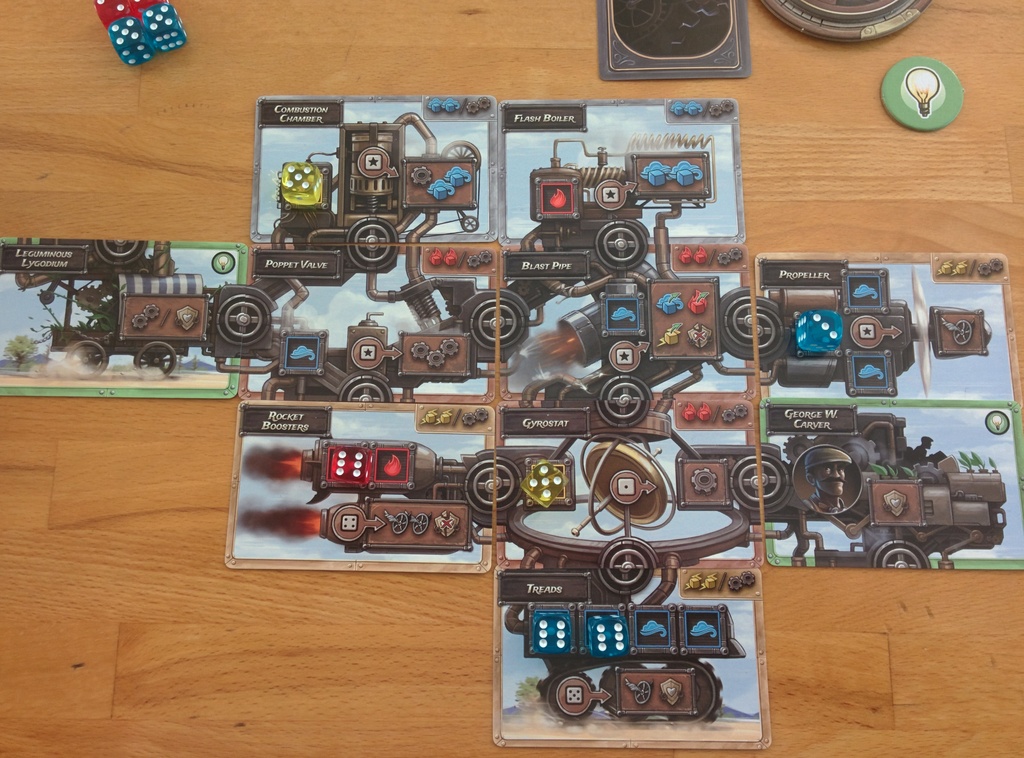 COMBUSTION
CHAMBER
FLASH BOILER
LEGUMINOUS
LYGODIUM
POPPET VALVE
BLAST PIPE
PROPELLER
ROCKET
BOOSTERS
GYROSTAT
GEORGE W.
CARVER
TREADS